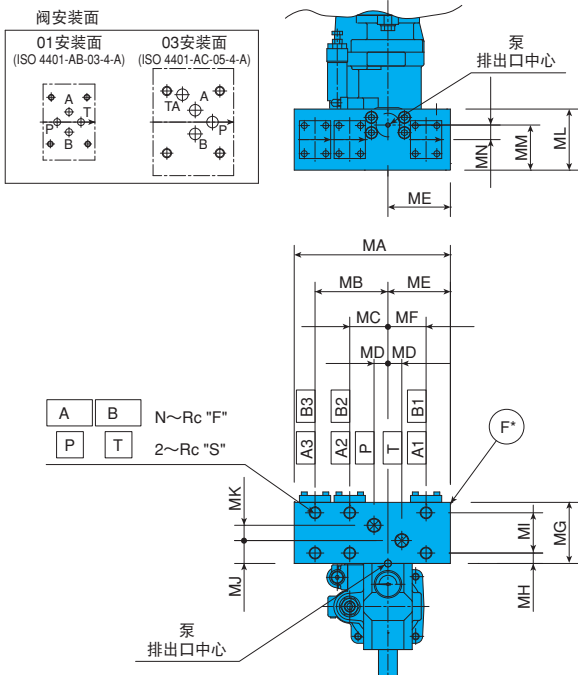 阀安装面
01安装面
(ISO 4401-AB-03-4-A)
03安装面
(ISO 4401-AC-05-4-A)
A
T
P
B
TA
A
P
B
泵
排出口中心
MN
MM
ML
ME
MA
MB
ME
MC
MF
MD
MD
B3
B2
B1
A3
A2
P
T
A1
F*
A
B
N～Rc "F"
P
T
2～Rc "S"
MK
MJ
MI
MG
MH
泵
排出口中心